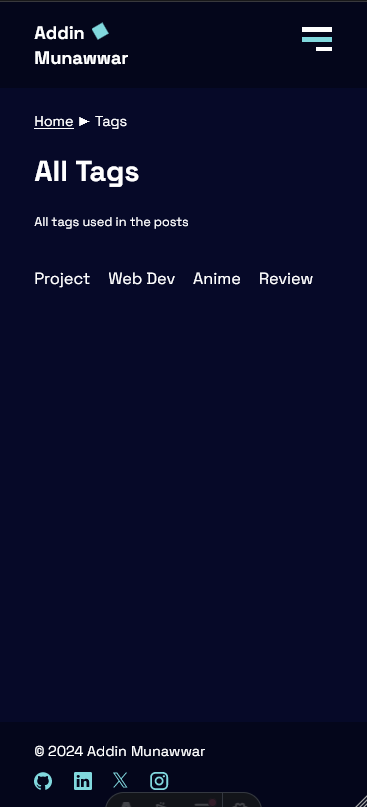 Addin
Munawwar
Home ► Tags
All Tags
All tags used in the posts
Project Web Dev Anime Review
© 2024 Addin Munawwar